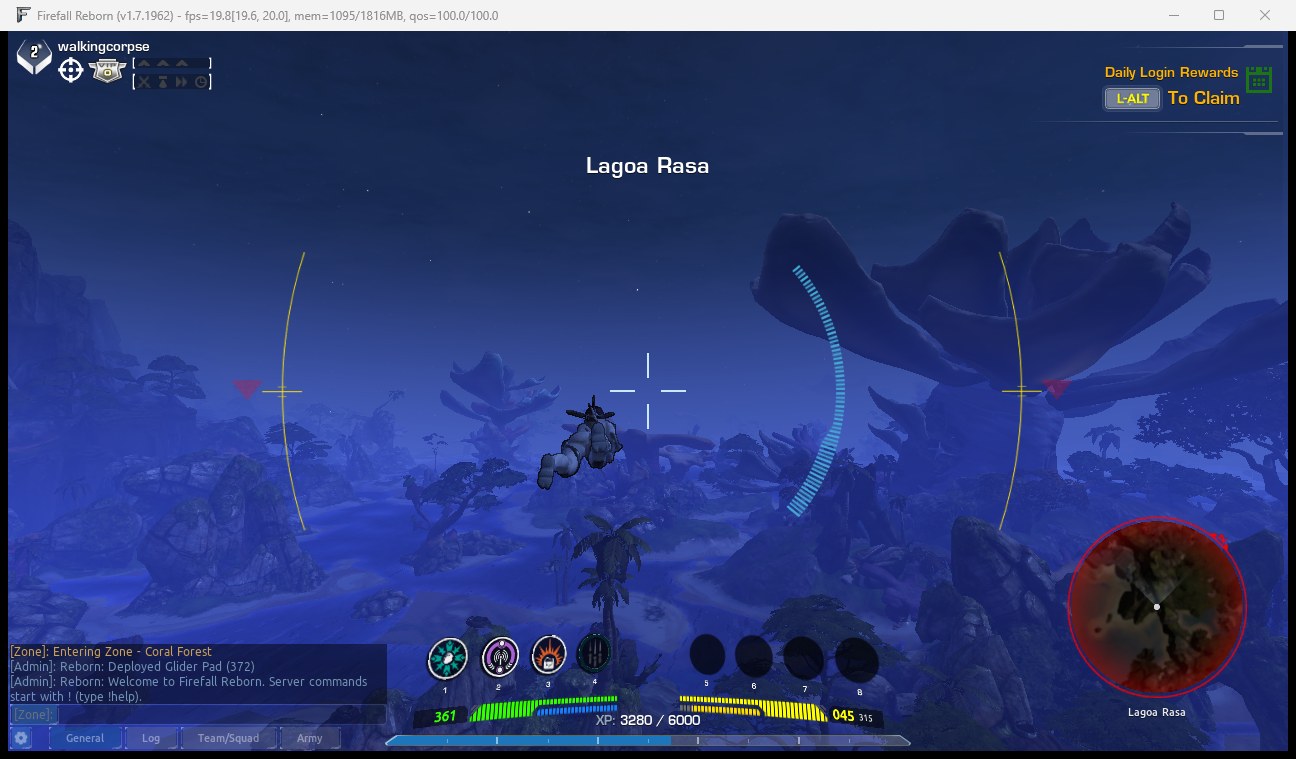 Firefall Reborn (v1.7.1962) - fps=19.8[19.6, 20.0], mem=1095/1816MB, qos=100.0/100.0
2
walkingcorpse
VIP
Daily Login Rewards
L-ALT To Claim
Lagoa Rasa
[Zone]: Entering Zone - Coral Forest
[Admin]: Reborn: Deployed Glider Pad (372)
[Admin]: Reborn: Welcome to Firefall Reborn. Server commands
start with ! (type !help).
[Zone]:
General Log Team/Squad Army
1 2 3 4 5 6 7 8
361
045 315
XP: 3280 / 6000
Lagoa Rasa